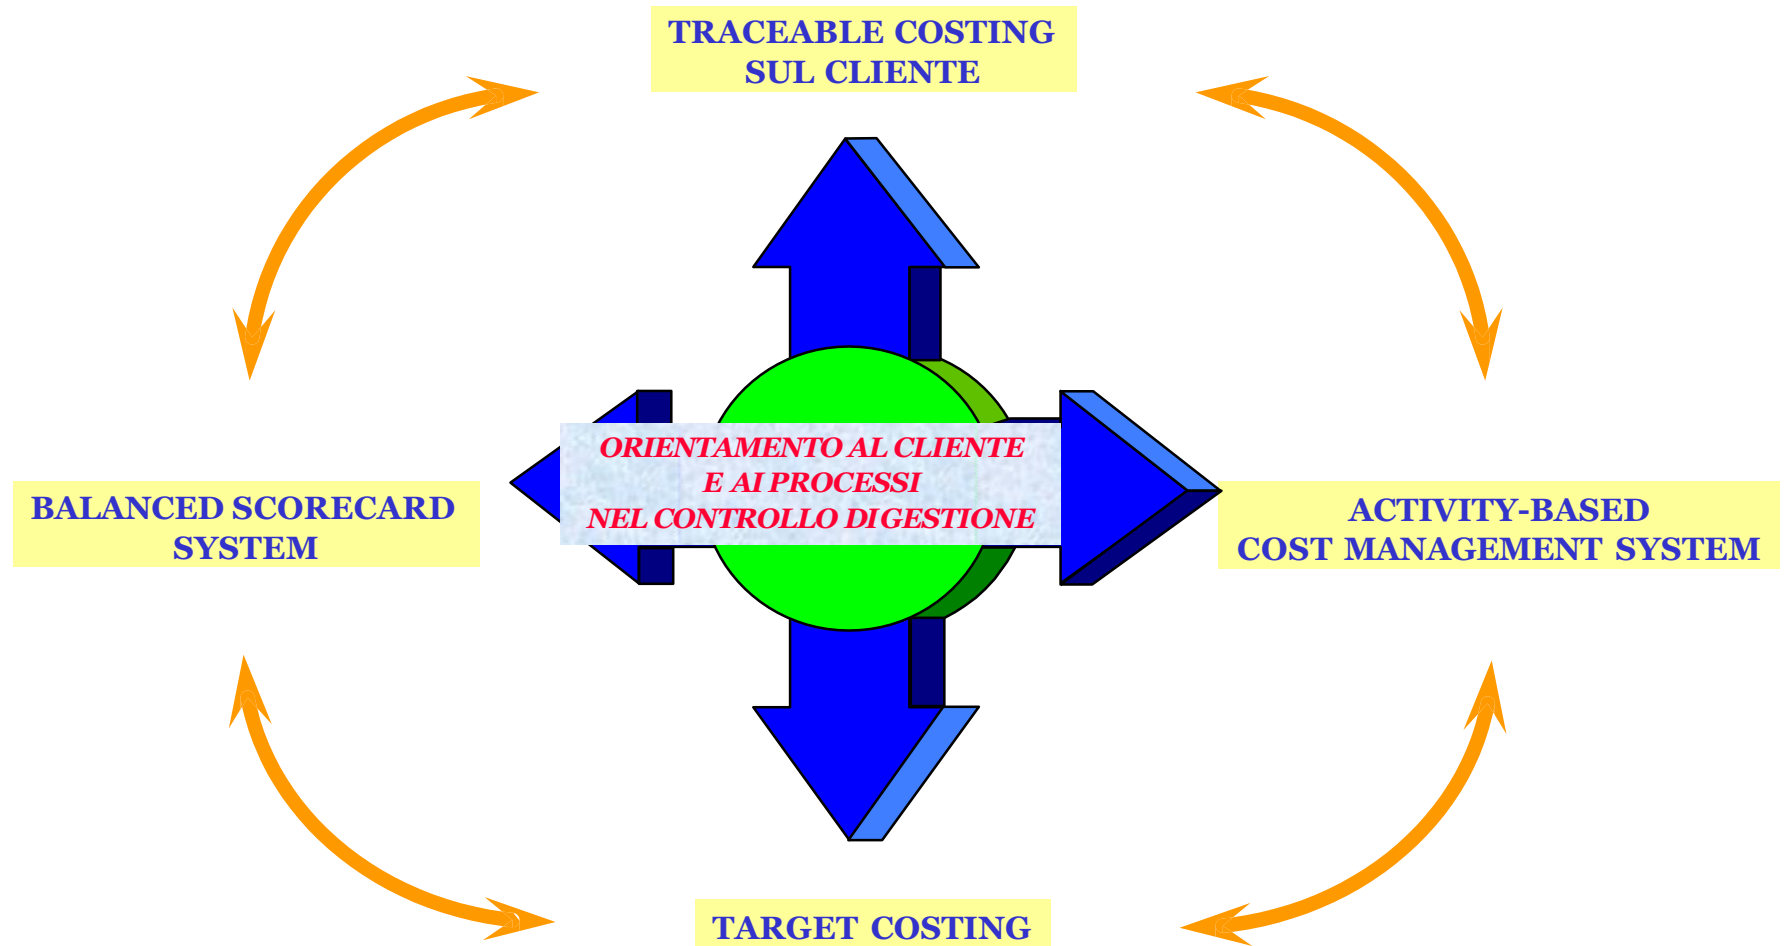 TRACEABLE COSTING
SUL CLIENTE
ORIENTAMENTO AL CLIENTE
E AI PROCESSI
NEL CONTROLLO DI GESTIONE
BALANCED SCORECARD
SYSTEM
ACTIVITY-BASED
COST MANAGEMENT SYSTEM
TARGET COSTING